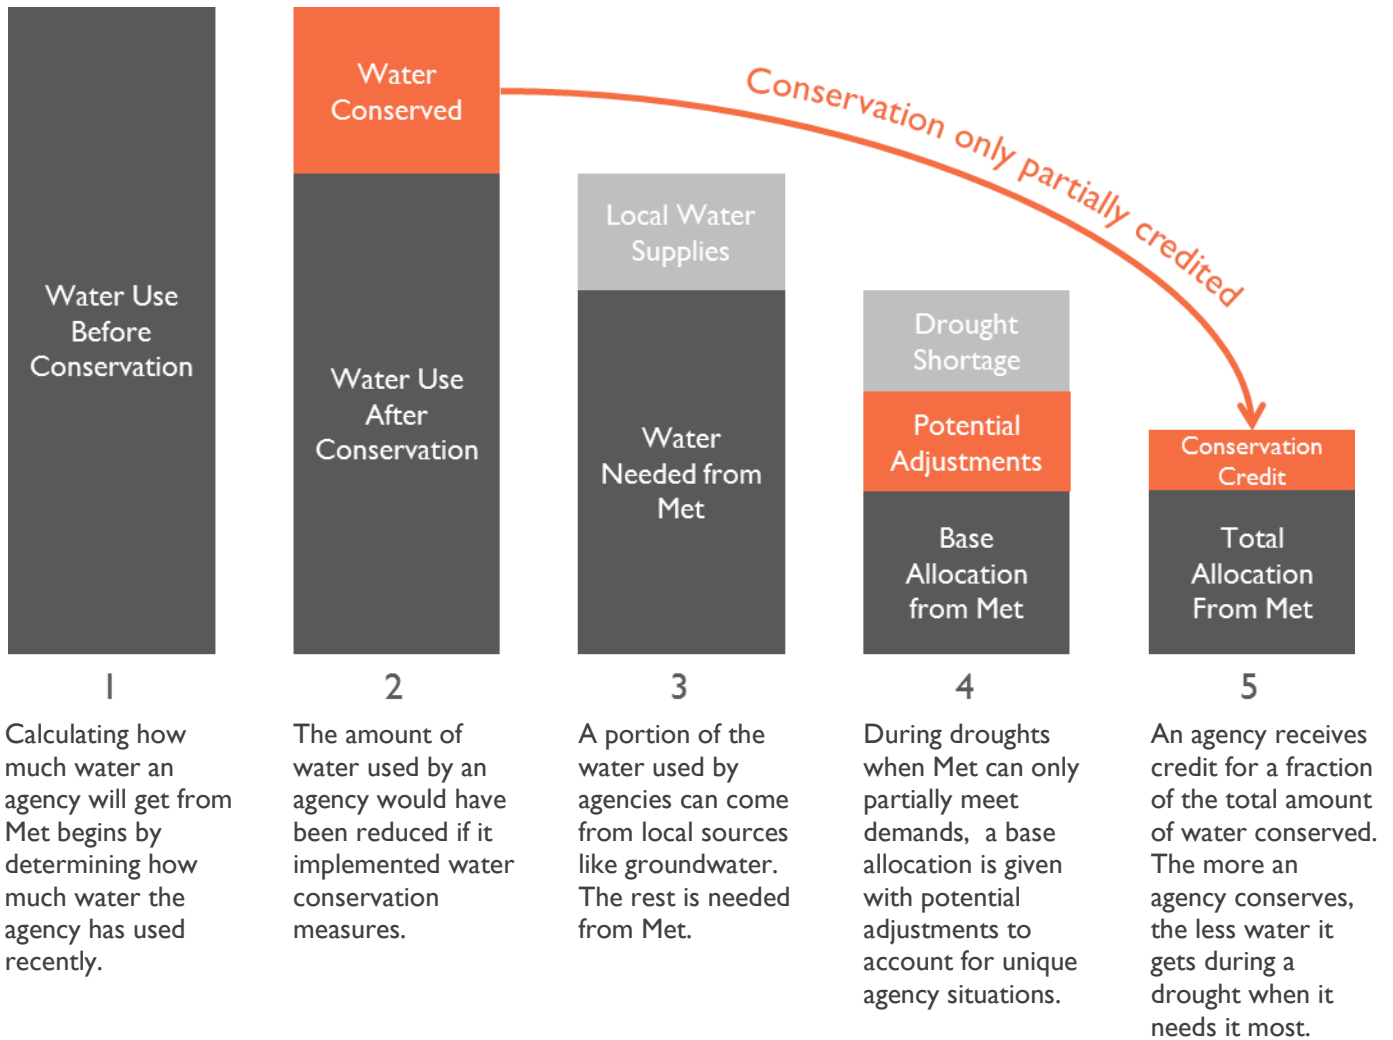 Water Use
Before
Conservation
Water
Conserved
Water Use
After
Conservation
Local Water
Supplies
Water
Needed from
Met
Drought
Shortage
Potential
Adjustments
Base
Allocation
from Met
Conservation only partially credited
Conservation
Credit
Total
Allocation
From Met
1
Calculating how
much water an
agency will get from
Met begins by
determining how
much water the
agency has used
recently.
2
The amount of
water used by an
agency would have
been reduced if it
implemented water
conservation
measures.
3
A portion of the
water used by
agencies can come
from local sources
like groundwater.
The rest is needed
from Met.
4
During droughts
when Met can only
partially meet
demands,  a base
allocation is given
with potential
adjustments to
account for unique
agency situations.
5
An agency receives
credit for a fraction
of the total amount
of water conserved.
The more an
agency conserves,
the less water it
gets during a
drought when it
needs it most.